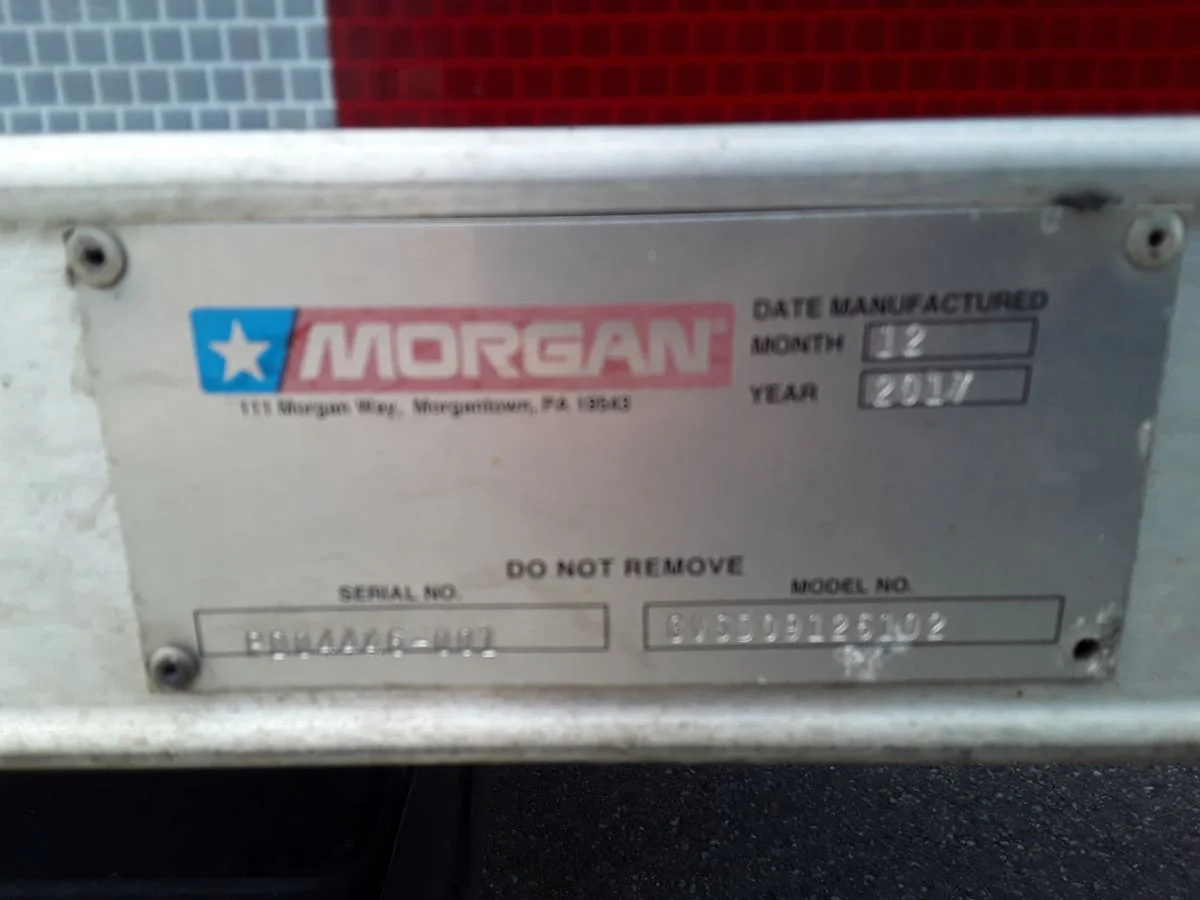 MORGAN
111 Morgan Way, Morgantown, PA 19543
DATE MANUFACTURED
MONTH 12
YEAR 2017
DO NOT REMOVE
SERIAL NO.
MODEL NO.
GVSD09126102